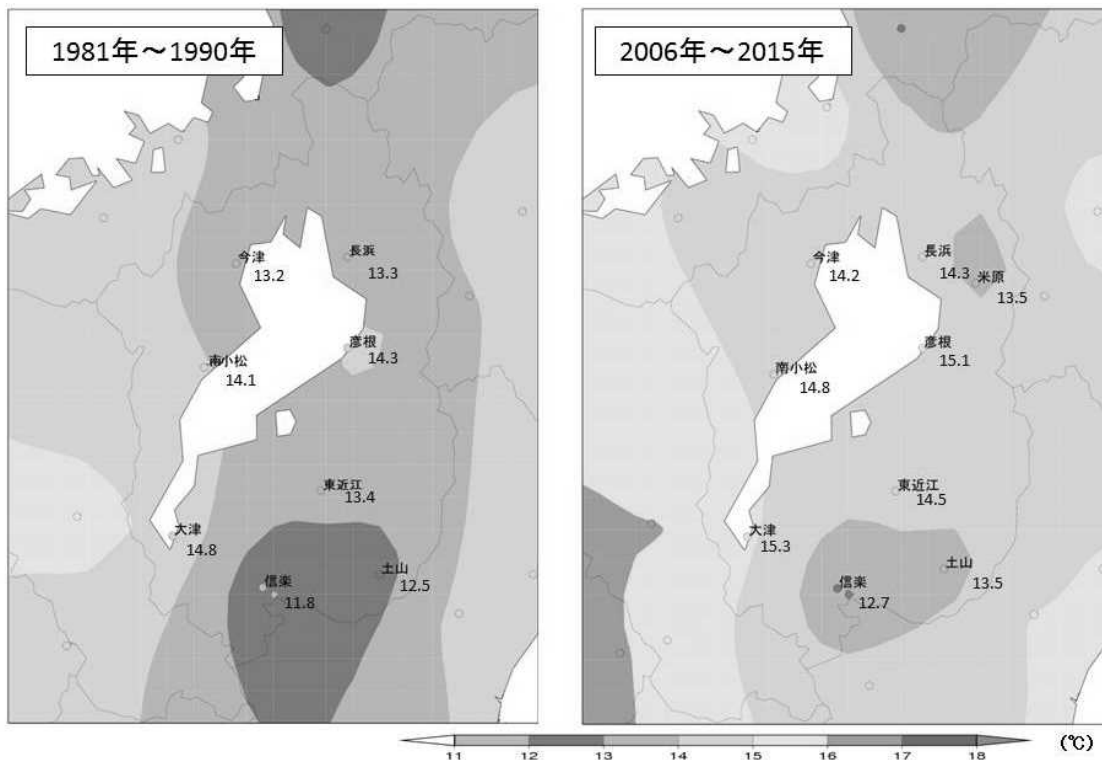 1981年～1990年
今津
13.2
長浜
13.3
彦根
14.3
南小松
14.1
東近江
13.4
大津
14.8
土山
12.5
信楽
11.8
2006年～2015年
今津
14.2
長浜
14.3
米原
13.5
彦根
15.1
南小松
14.8
東近江
14.5
大津
15.3
土山
13.5
信楽
12.7
11 12 13 14 15 16 17 18 (℃)